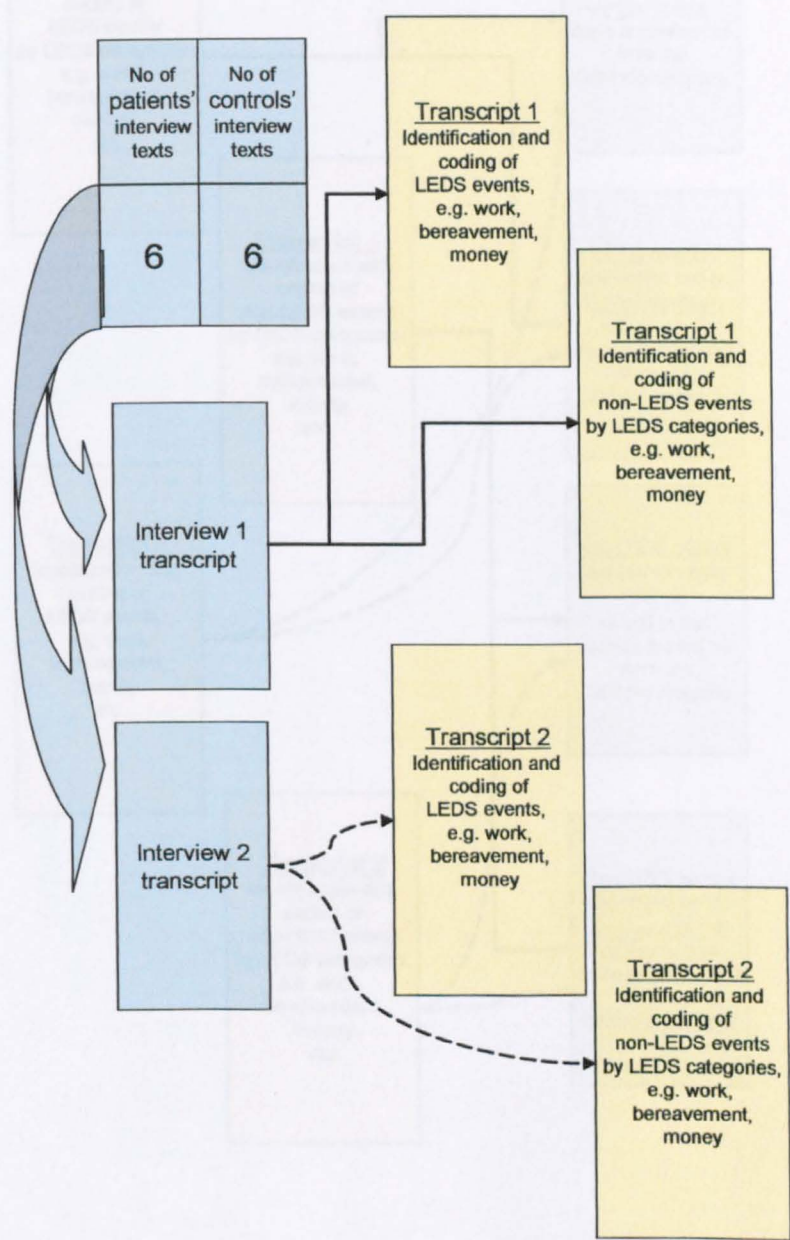 No of
patients'
interview
texts
No of
controls'
interview
texts
6
6
Transcript 1
Identification and
coding of
LEDS events,
e.g. work,
bereavement,
money
Transcript 1
Identification and
coding of
non-LEDS events
by LEDS categories,
e.g. work,
bereavement,
money
Interview 1
transcript
Transcript 2
Identification and
coding of
LEDS events,
e.g. work,
bereavement,
money
Interview 2
transcript
Transcript 2
Identification and
coding of
non-LEDS events
by LEDS categories,
e.g. work,
bereavement,
money